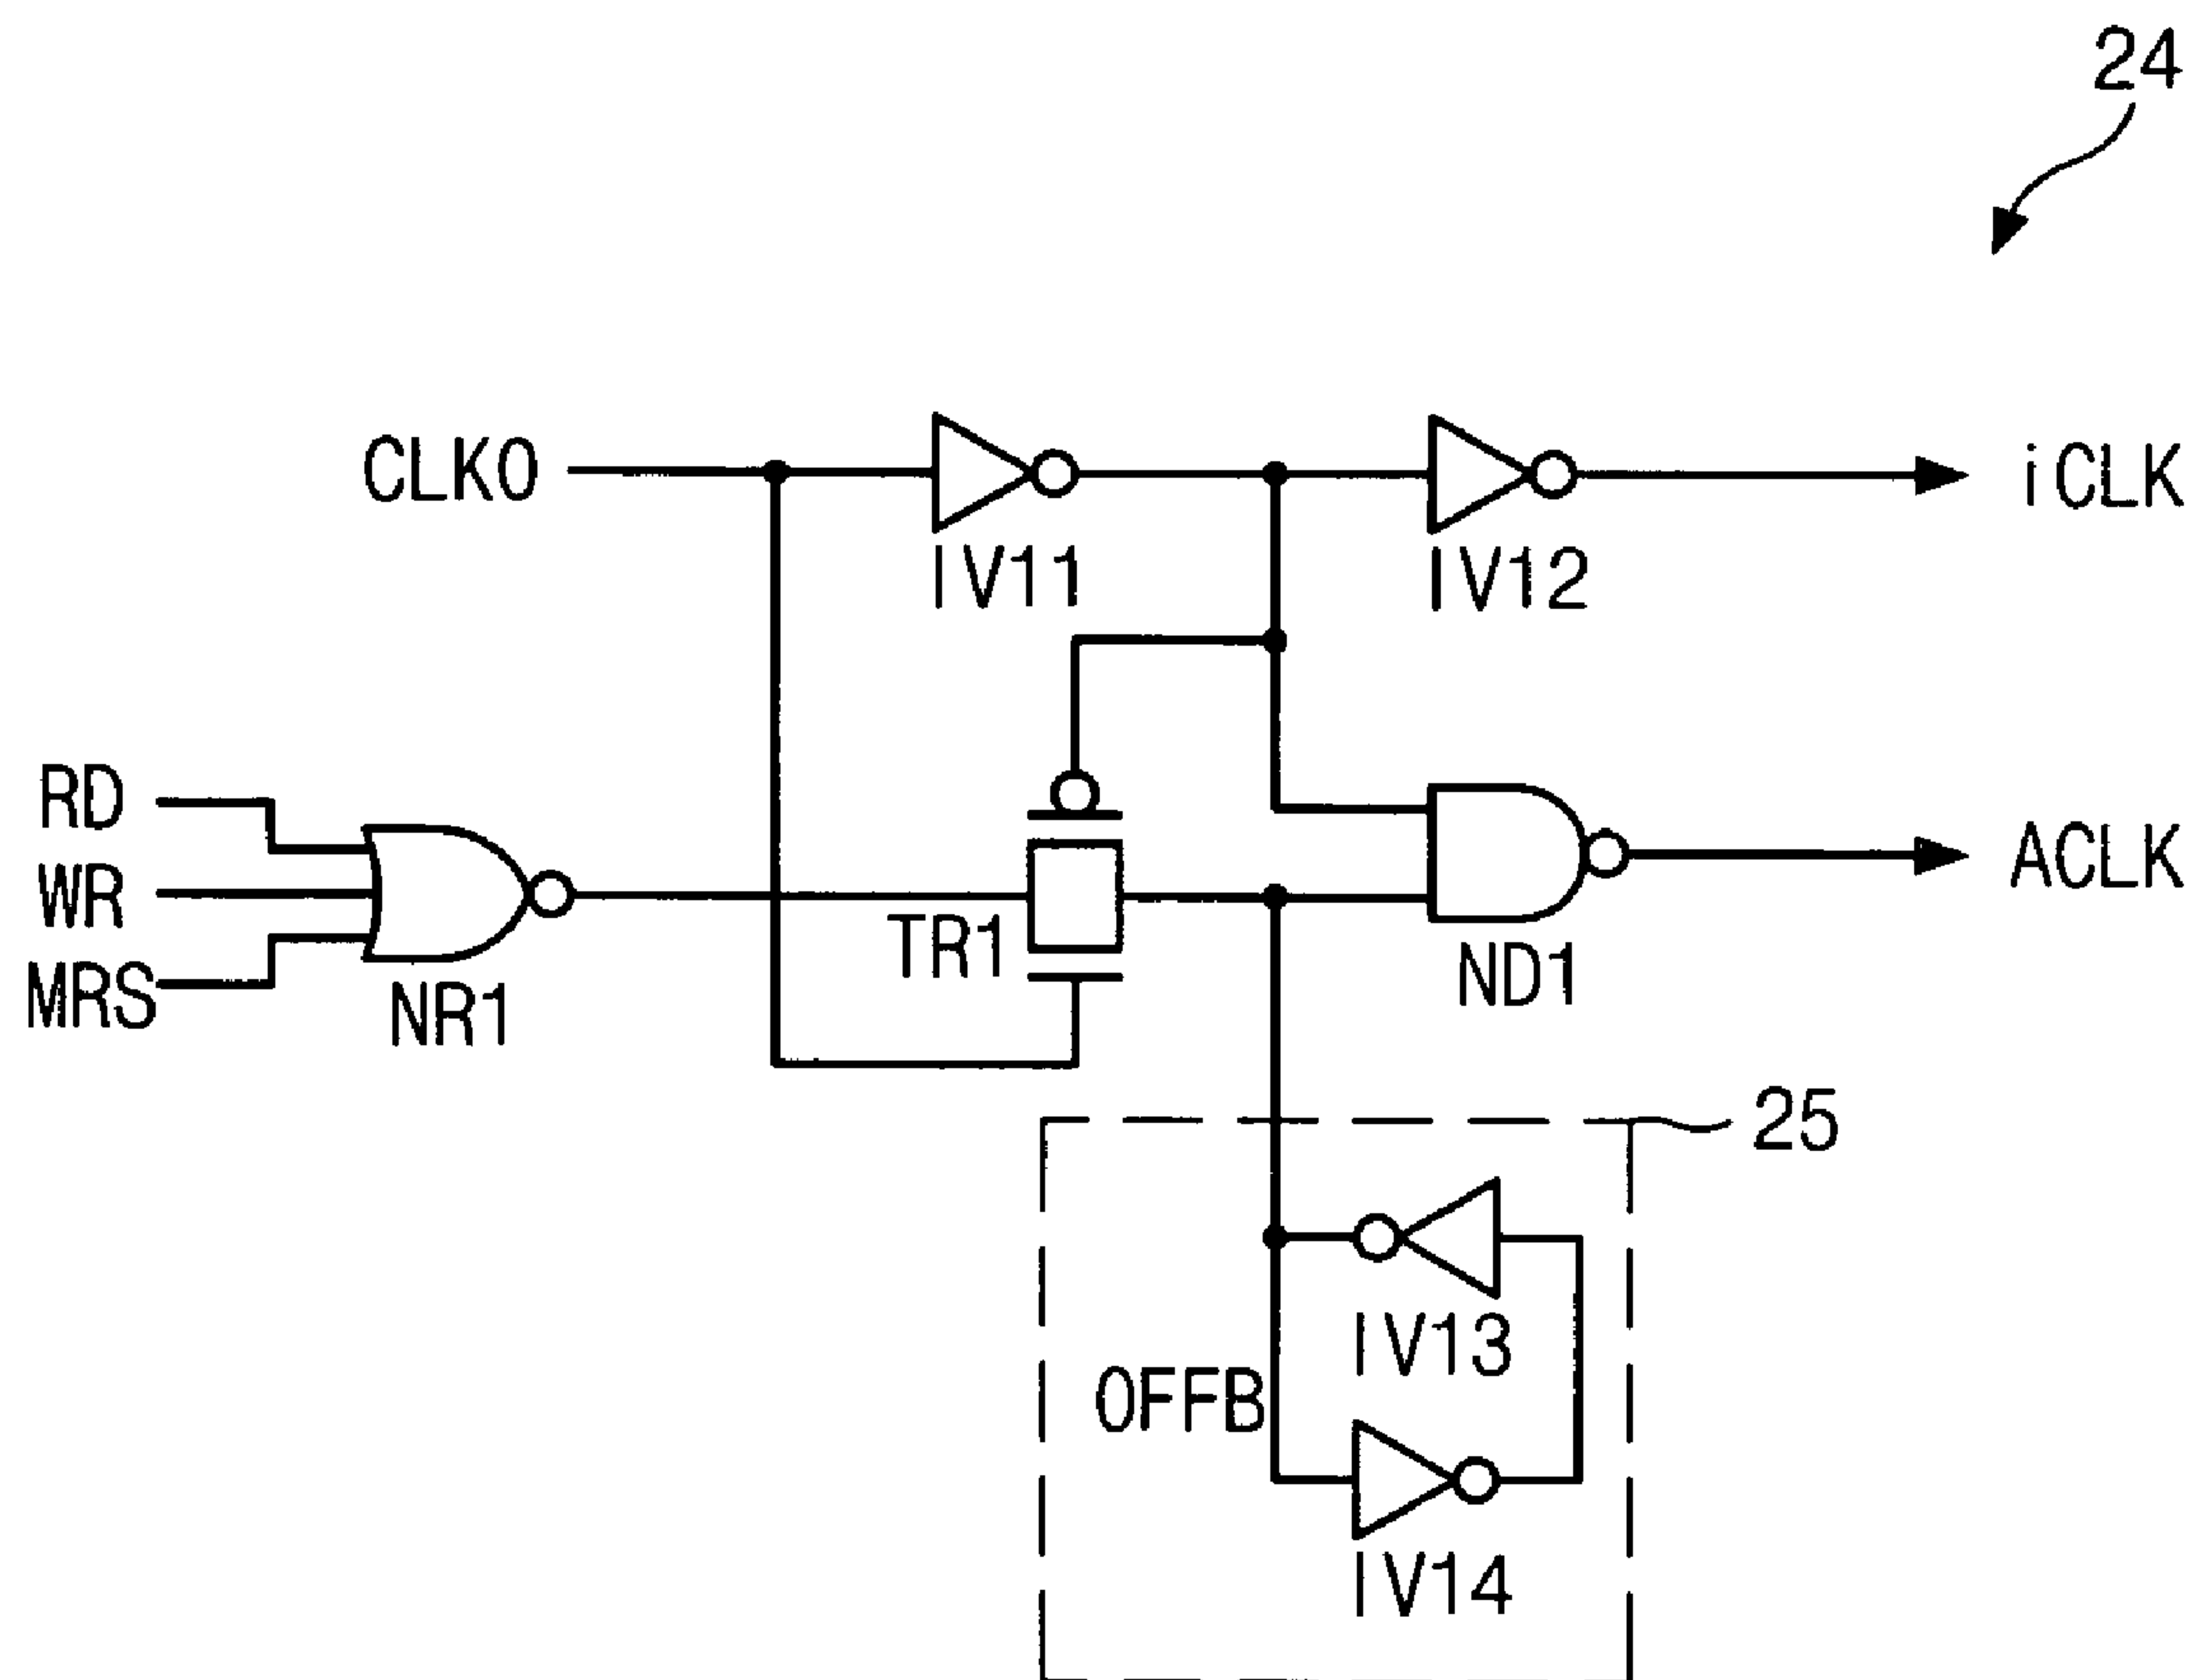 24
CLK0
IV11
IV12
iCLK
RD
WR
MRS
NR1
TR1
ND1
ACLK
25
IV13
OFFB
IV14